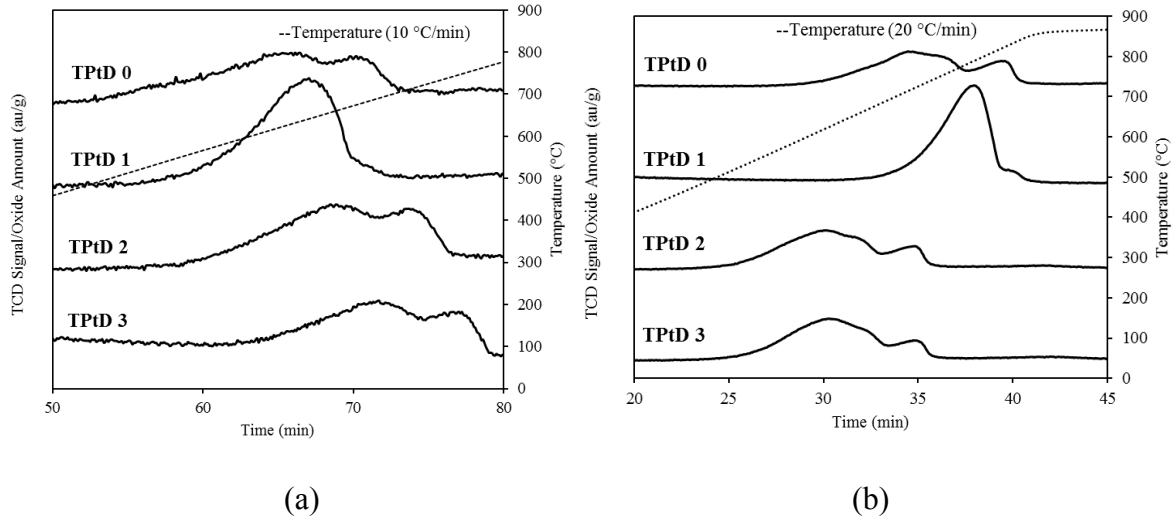 --Temperature (10 °C/min)
TPtD 0
TPtD 1
TPtD 2
TPtD 3
TCD Signal/Oxide Amount (au/g)
Temperature (°C)
900
800
700
600
500
400
300
200
100
0
50
60
70
80
Time (min)
(a)
--Temperature (20 °C/min)
TPtD 0
TPtD 1
TPtD 2
TPtD 3
TCD Signal/Oxide Amount (au/g)
Temperature (°C)
900
800
700
600
500
400
300
200
100
0
20
25
30
35
40
45
Time (min)
(b)